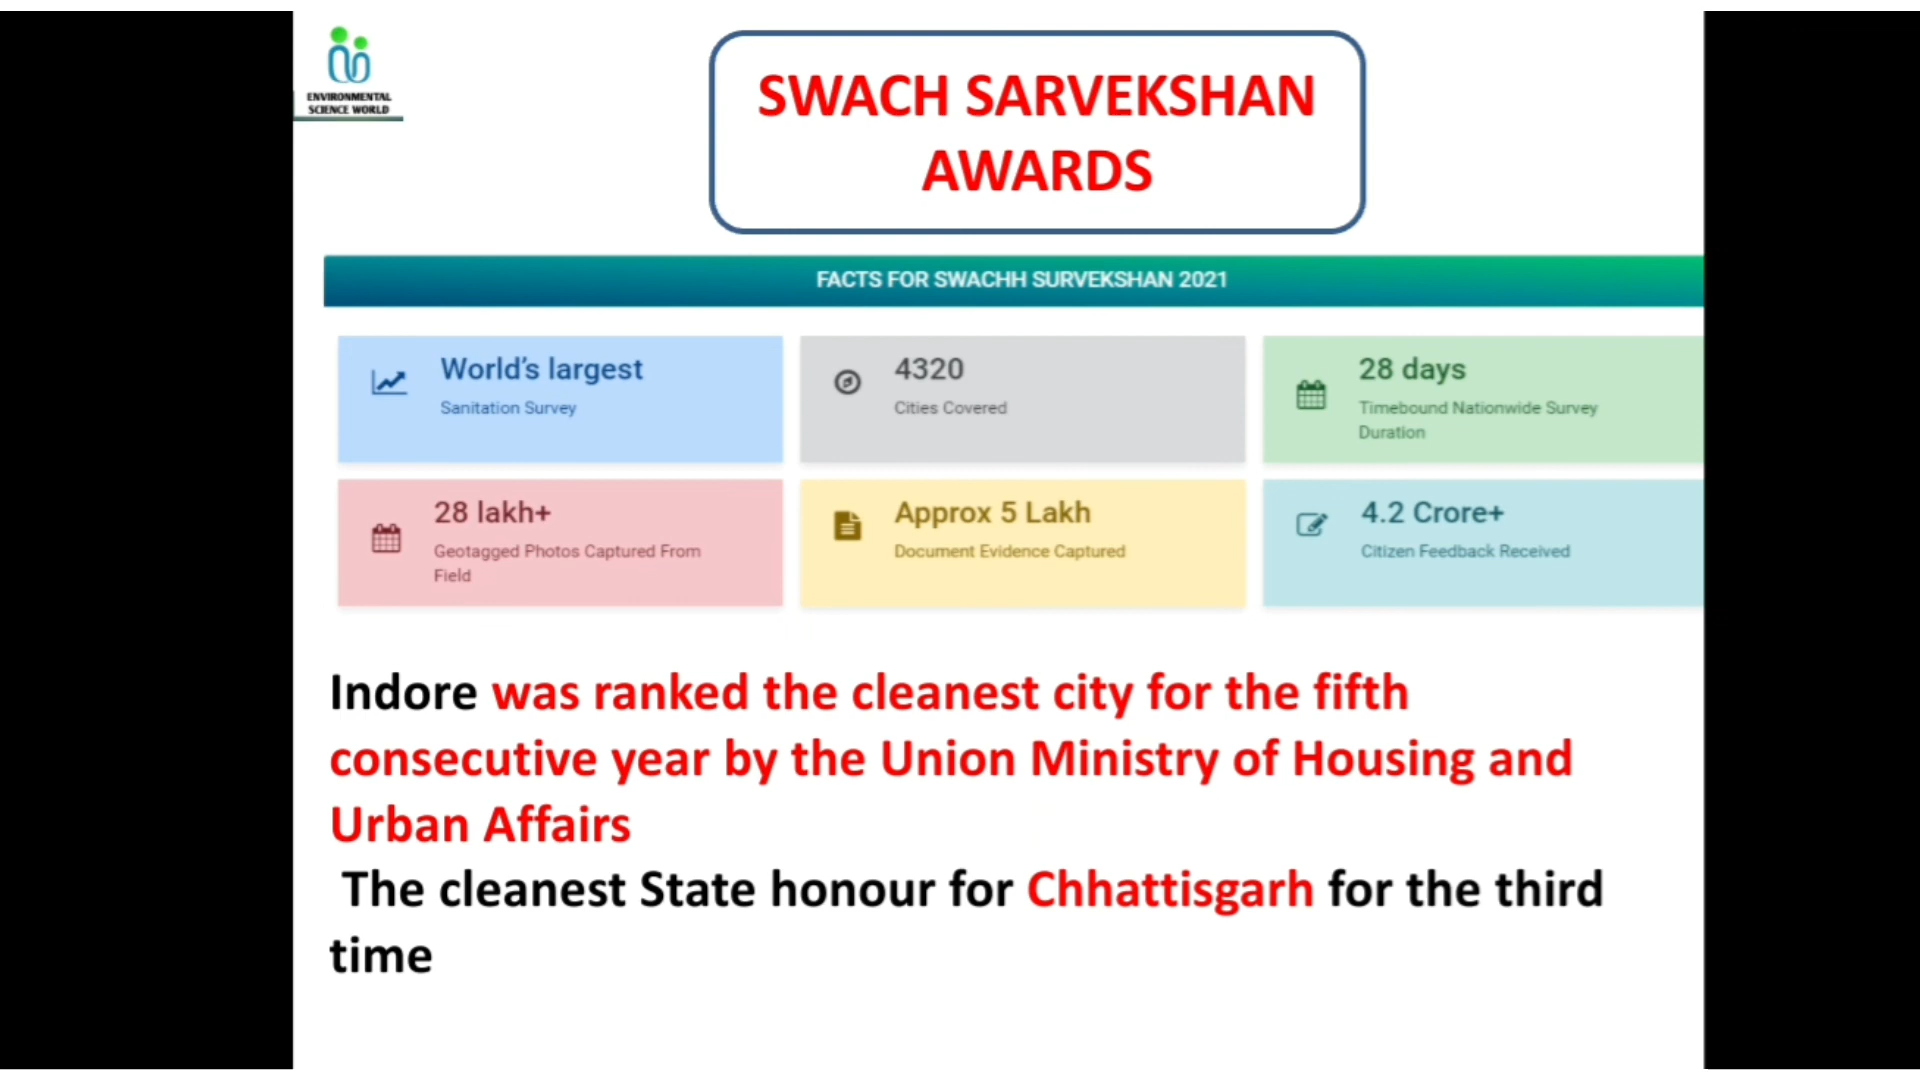 ENVIRONMENTAL
SCIENCE WORLD
SWACH SARVEKSHAN
AWARDS
FACTS FOR SWACHH SURVEKSHAN 2021
World's largest
Sanitation Survey
4320
Cities Covered
28 days
Timebound Nationwide Survey
Duration
28 lakh+
Geotagged Photos Captured From
Field
Approx 5 Lakh
Document Evidence Captured
4.2 Crore+
Citizen Feedback Received
Indore was ranked the cleanest city for the fifth
consecutive year by the Union Ministry of Housing and
Urban Affairs
The cleanest State honour for Chhattisgarh for the third
time